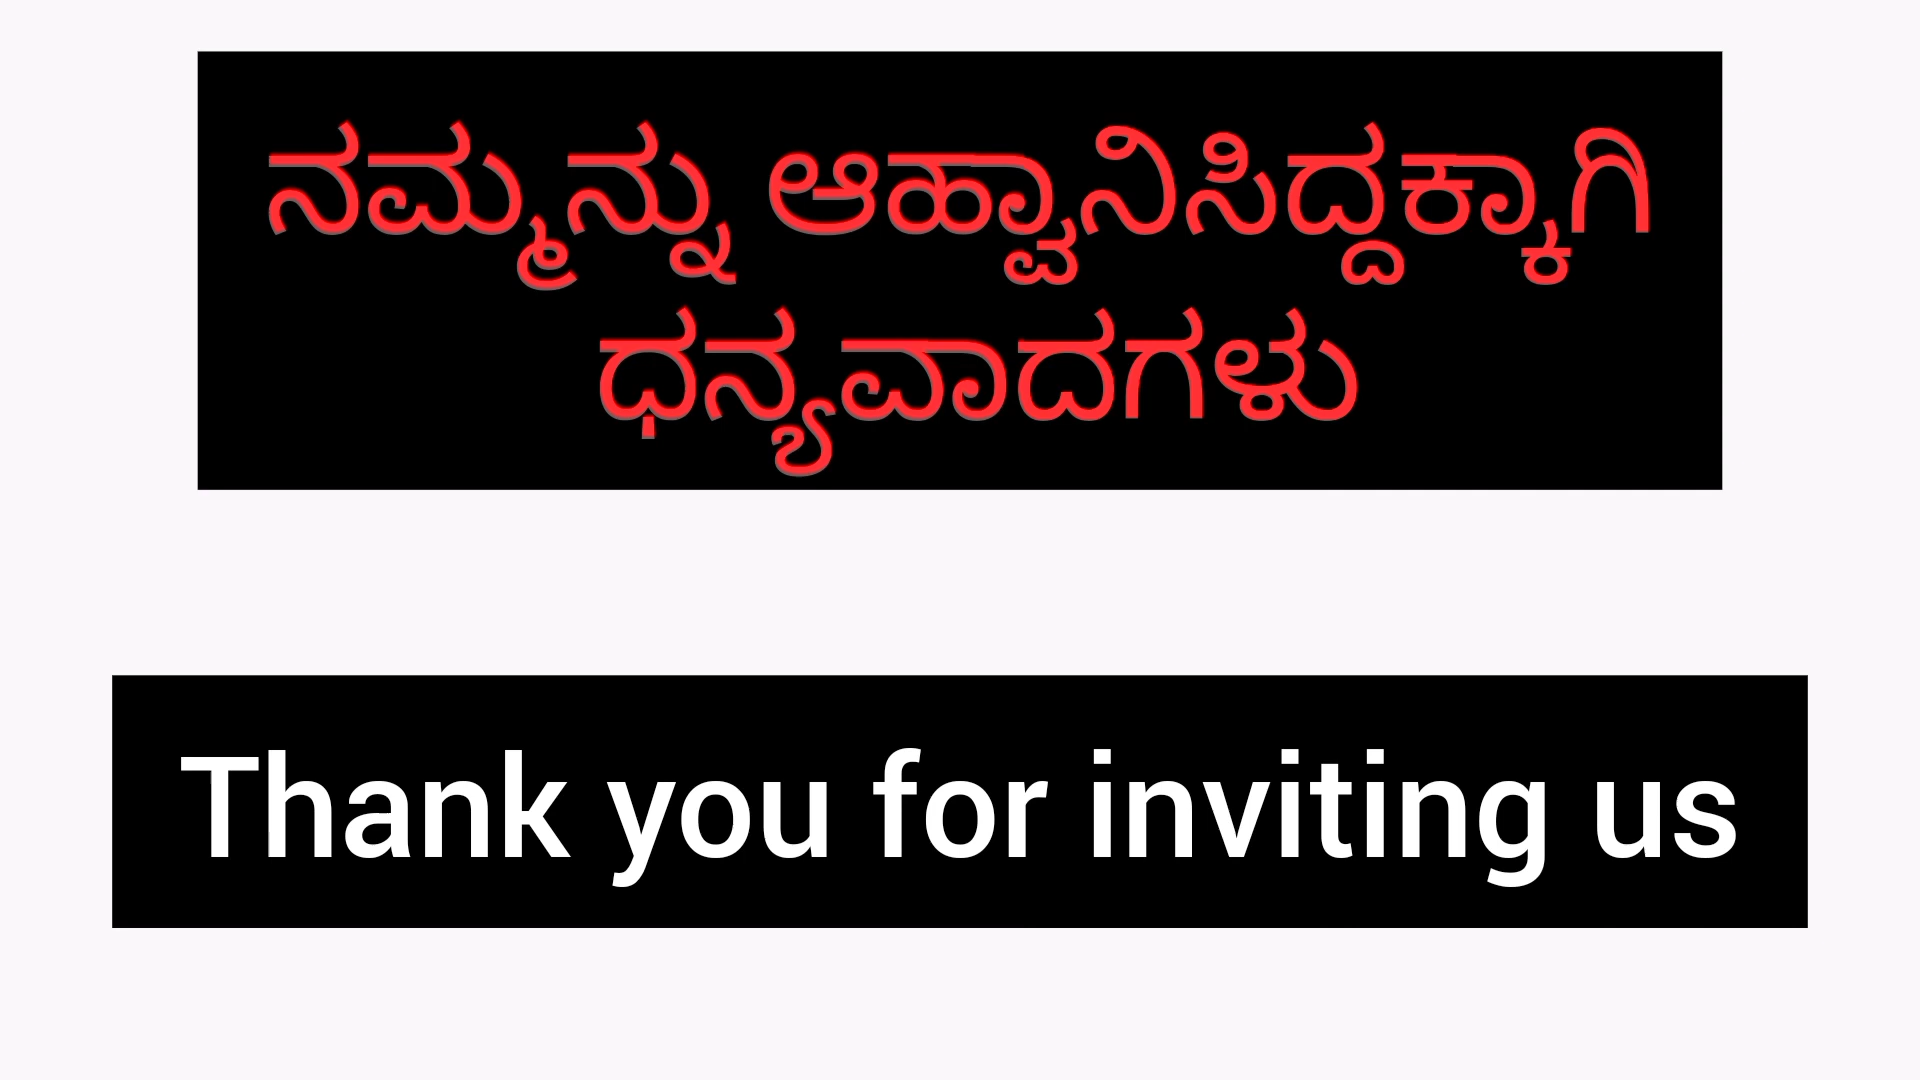 ನಮ್ಮನ್ನು ಆಹ್ವಾನಿಸಿದ್ದಕ್ಕಾಗಿ
ಧನ್ಯವಾದಗಳು
Thank you for inviting us